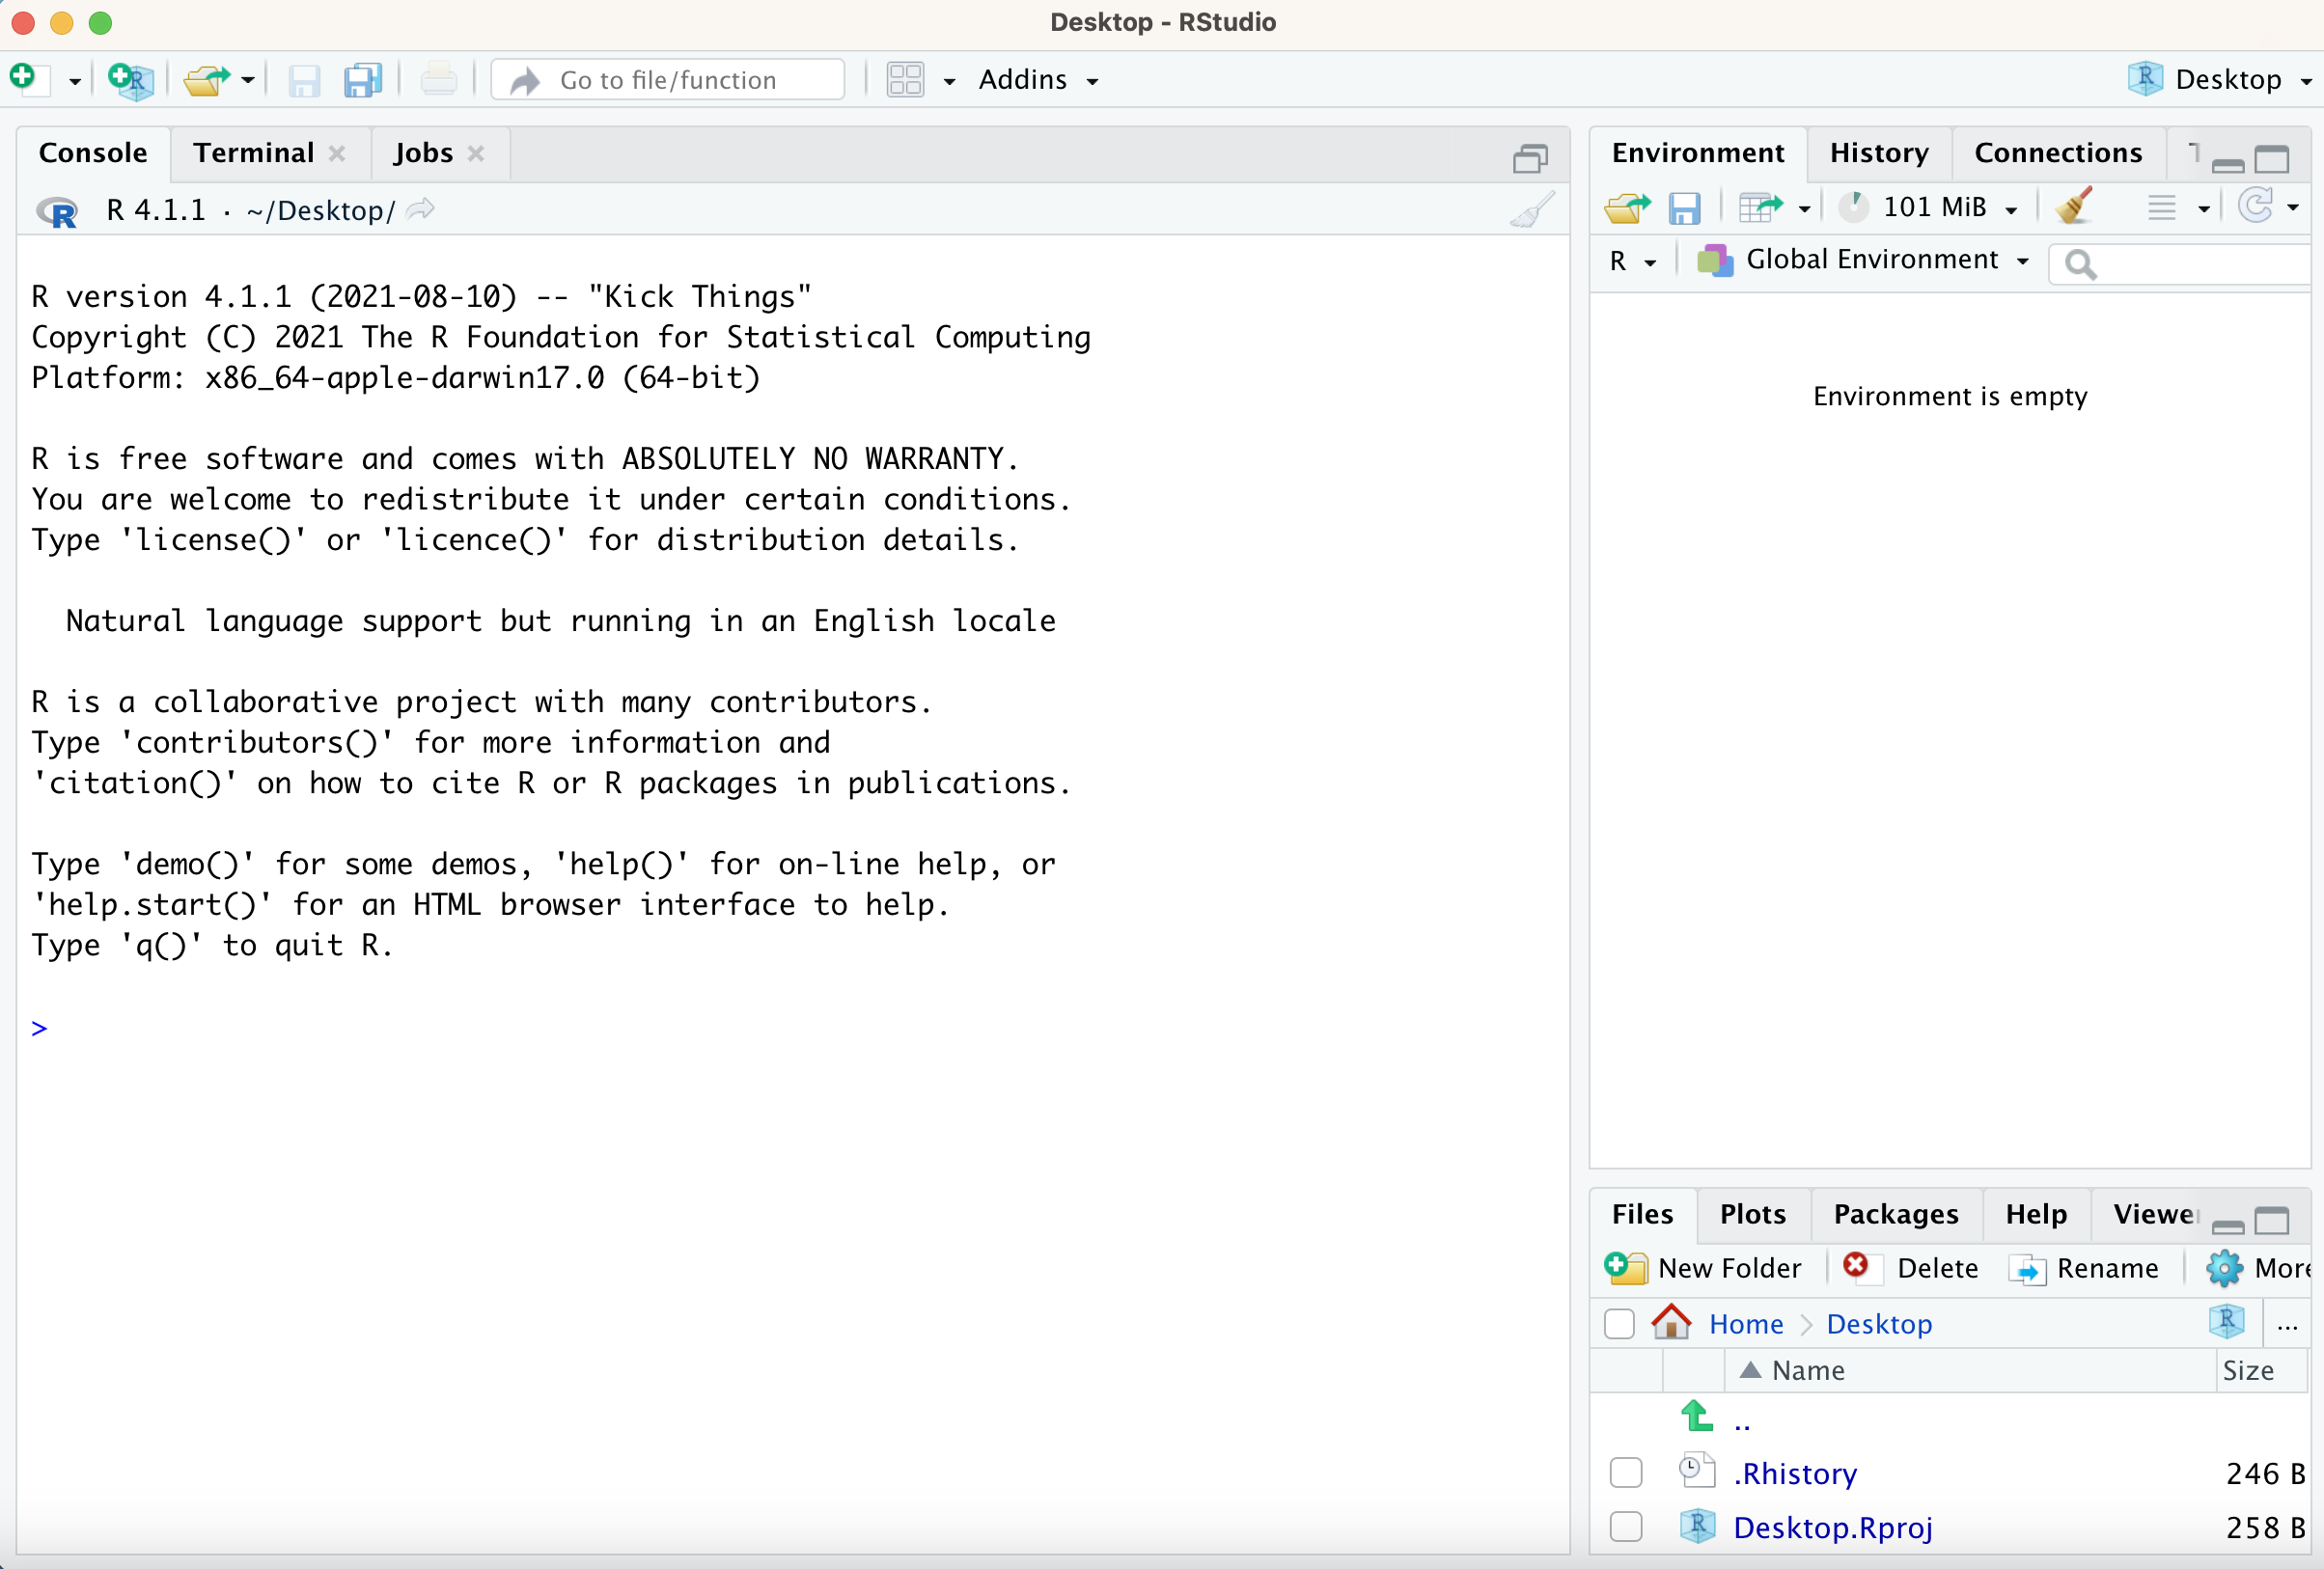 Desktop - RStudio
Go to file/function
Addins
Desktop
Console
Terminal
Jobs
R 4.1.1 · ~/Desktop/
R version 4.1.1 (2021-08-10) -- "Kick Things"
Copyright (C) 2021 The R Foundation for Statistical Computing
Platform: x86_64-apple-darwin17.0 (64-bit)
R is free software and comes with ABSOLUTELY NO WARRANTY.
You are welcome to redistribute it under certain conditions.
Type 'license()' or 'licence()' for distribution details.
Natural language support but running in an English locale
R is a collaborative project with many contributors.
Type 'contributors()' for more information and
'citation()' on how to cite R or R packages in publications.
Type 'demo()' for some demos, 'help()' for on-line help, or
'help.start()' for an HTML browser interface to help.
Type 'q()' to quit R.
>
Environment
History
Connections
101 MiB
R
Global Environment
Environment is empty
Files
Plots
Packages
Help
Viewe
New Folder
Delete
Rename
More
Home
Desktop
...
Name
Size
..
.Rhistory
246 B
Desktop.Rproj
258 B